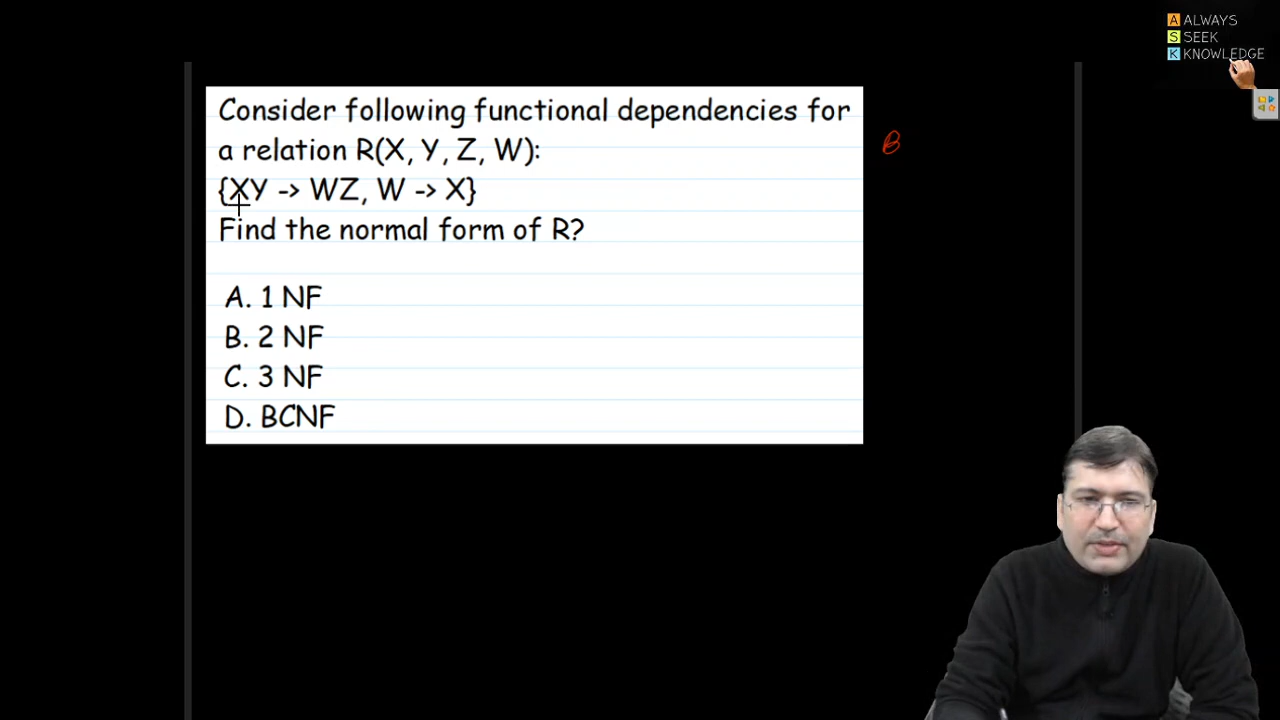 A ALWAYS
S SEEK
K KNOWLEDGE
Consider following functional dependencies for
a relation R(X, Y, Z, W):
{XY -> WZ, W -> X}
Find the normal form of R?
A. 1 NF
B. 2 NF
C. 3 NF
D. BCNF
B